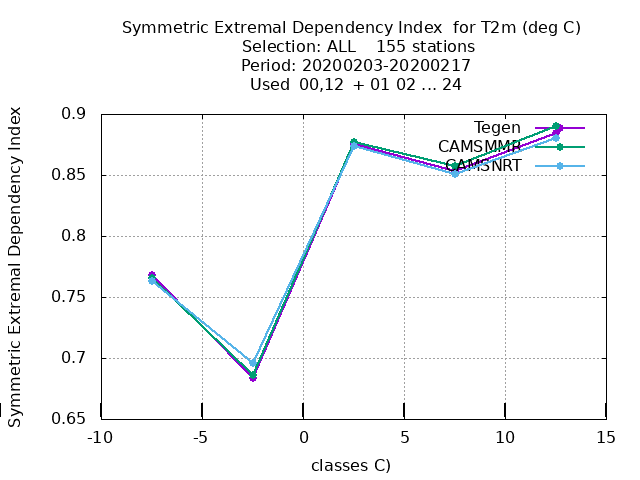 Symmetric Extremal Dependency Index  for T2m (deg C)
Selection: ALL    155 stations
Period: 20200203-20200217
Used  00,12  + 01 02 ... 24
Symmetric Extremal Dependency Index
0.9
0.85
0.8
0.75
0.7
0.65
Tegen
CAMSMMR
CAMSNRT
-10
-5
0
5
10
15
classes C)